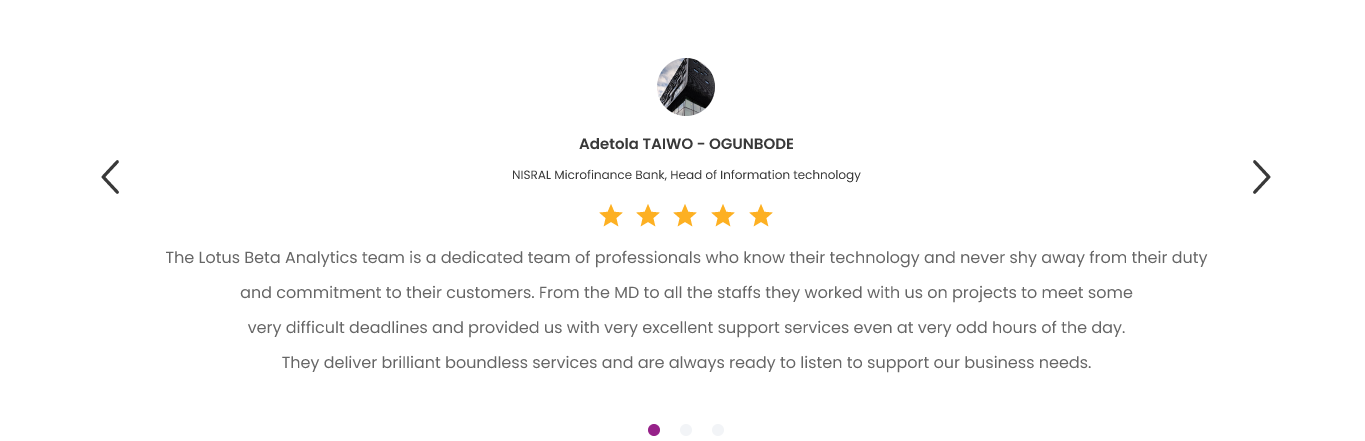 Adetola TAIWO - OGUNBODE
NISRAL Microfinance Bank, Head of Information technology
The Lotus Beta Analytics team is a dedicated team of professionals who know their technology and never shy away from their duty
and commitment to their customers. From the MD to all the staffs they worked with us on projects to meet some
very difficult deadlines and provided us with very excellent support services even at very odd hours of the day.
They deliver brilliant boundless services and are always ready to listen to support our business needs.